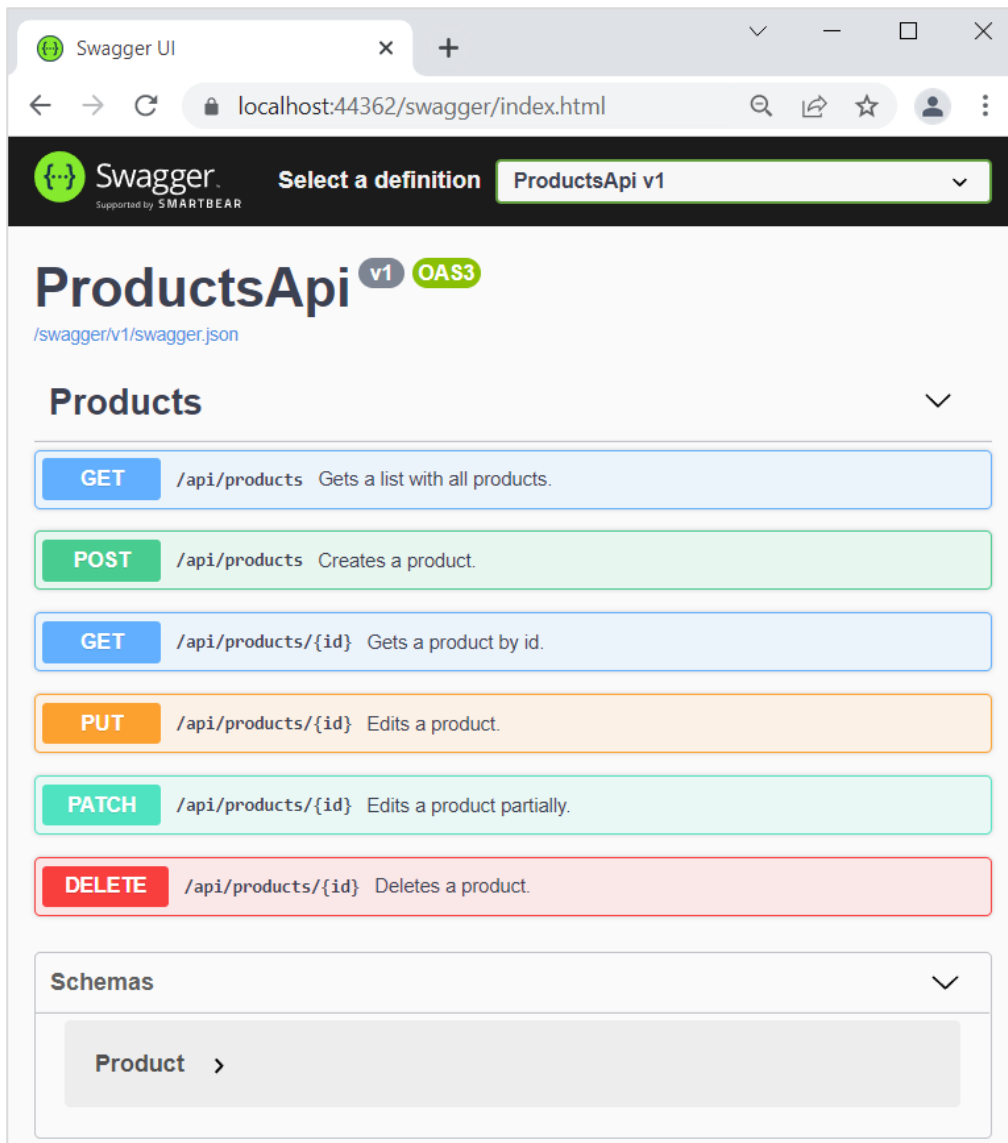 Swagger UI
localhost:44362/swagger/index.html
{...} Swagger. Select a definition ProductsApi v1
Supported by SMARTBEAR
ProductsApi v1 OAS3
/swagger/v1/swagger.json
Products
GET /api/products Gets a list with all products.
POST /api/products Creates a product.
GET /api/products/{id} Gets a product by id.
PUT /api/products/{id} Edits a product.
PATCH /api/products/{id} Edits a product partially.
DELETE /api/products/{id} Deletes a product.
Schemas
Product